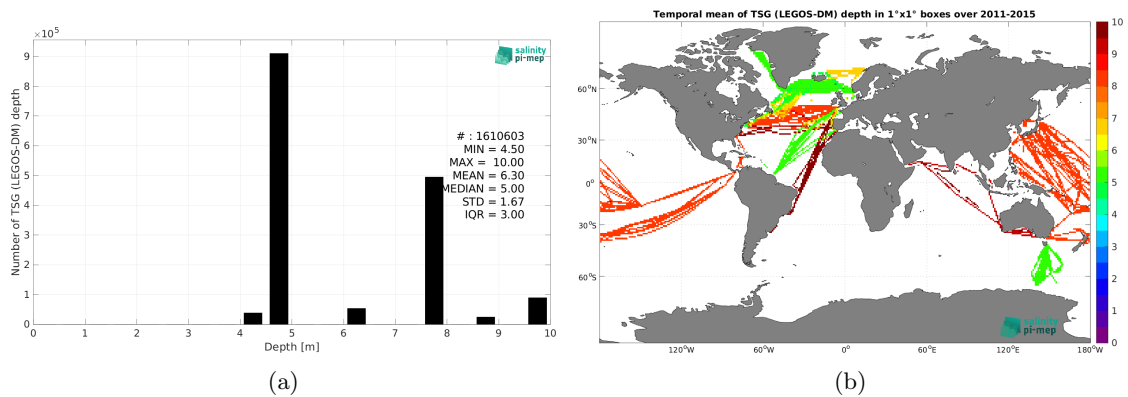 ×10⁵
9
8
7
6
5
4
3
2
1
0
Number of TSG (LEGOS-DM) depth
salinity
pi-mep
# : 1610603
MIN = 4.50
MAX = 10.00
MEAN = 6.30
MEDIAN = 5.00
STD = 1.67
IQR = 3.00
0 1 2 3 4 5 6 7 8 9 10
Depth [m]
(a)
Temporal mean of TSG (LEGOS-DM) depth in 1°x1° boxes over 2011-2015
60°N
30°N
0°
30°S
60°S
120°W 60°W 0° 60°E 120°E 180°W
10
9
8
7
6
5
4
3
2
1
0
salinity
pi-mep
(b)